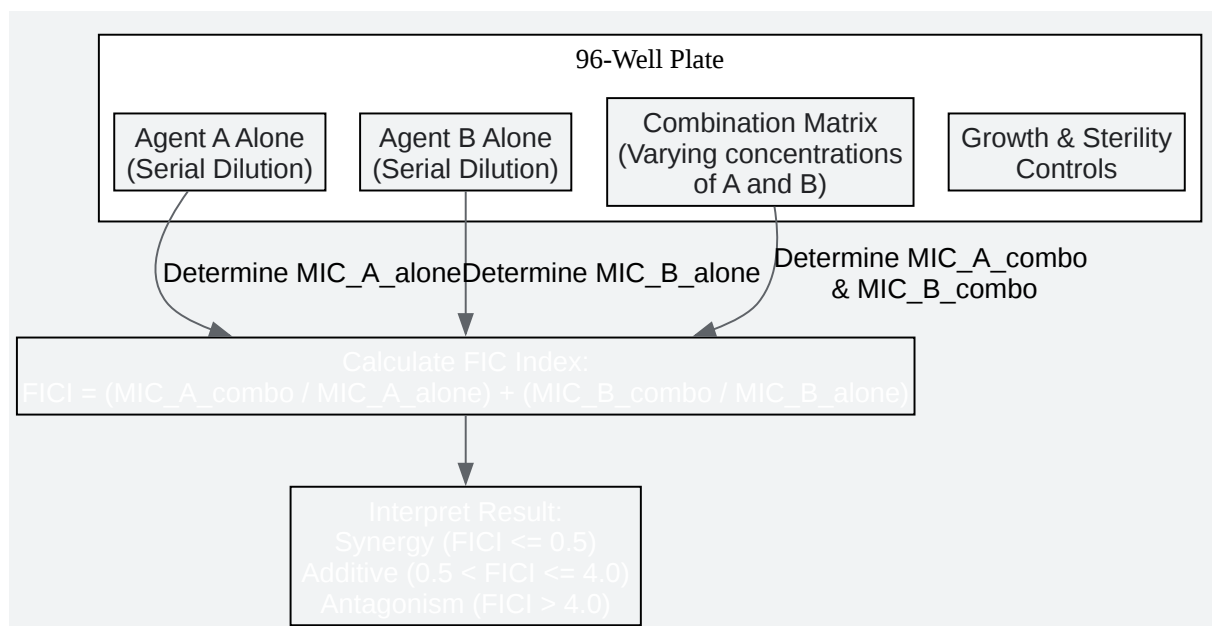 96-Well Plate
Agent A Alone
(Serial Dilution)
Agent B Alone
(Serial Dilution)
Combination Matrix
(Varying concentrations
of A and B)
Growth & Sterility
Controls
Determine MIC_A_alone
Determine MIC_B_alone
Determine MIC_A_combo
& MIC_B_combo
Calculate FIC Index:
FICI = (MIC_A_combo / MIC_A_alone) + (MIC_B_combo / MIC_B_alone)
Interpret Result:
Synergy (FICI <= 0.5)
Additive (0.5 < FICI <= 4.0)
Antagonism (FICI > 4.0)